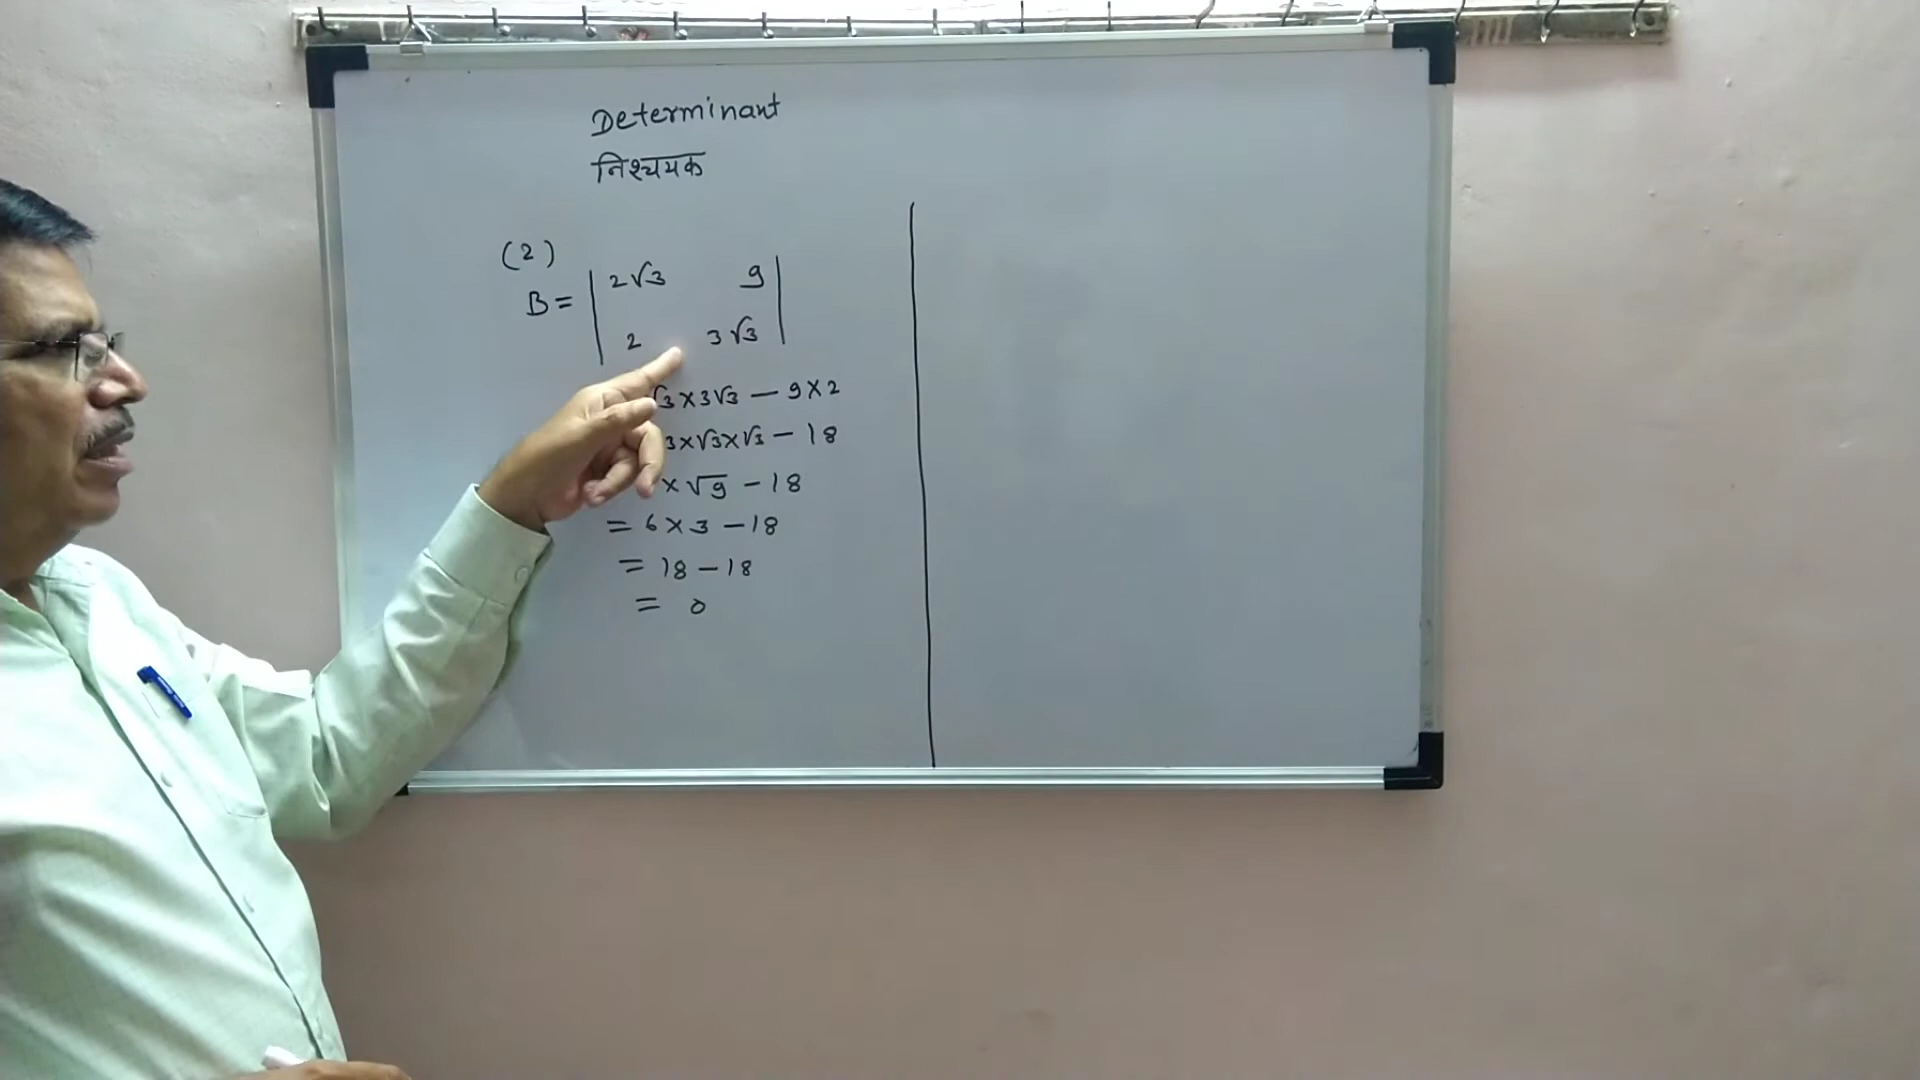 Determinant
निश्चयक
(2)
B = | 2√3 9 |
| 2 3√3 |
√3 × 3√3 — 9 × 2
3 × √3 × √3 — 18
× √9 — 18
= 6 × 3 — 18
= 18 — 18
= 0